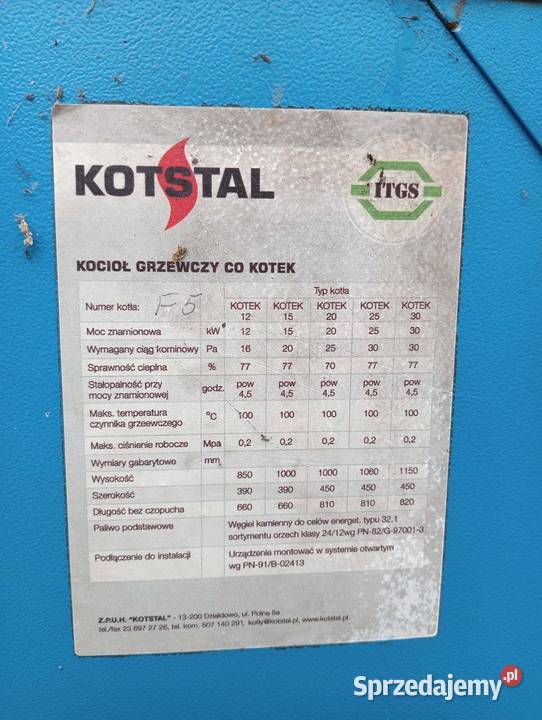 KOTSTAL
ITGS
KOCIOŁ GRZEWCZY CO KOTEK
Numer kotła: F5 Typ kotła
KOTEK 12 KOTEK 15 KOTEK 20 KOTEK 25 KOTEK 30
Moc znamionowa kW 12 15 20 25 30
Wymagany ciąg kominowy Pa 16 20 25 30 30
Sprawność cieplna % 77 77 70 77 77
Stałopalność przy
mocy znamionowej godz. pow 4,5 pow 4,5 pow 4,5 pow 4,5 pow 4,5
Maks. temperatura
czynnika grzewczego °C 100 100 100 100 100
Maks. ciśnienie robocze Mpa 0,2 0,2 0,2 0,2 0,2
Wymiary gabarytowe mm
Wysokość 850 1000 1000 1060 1150
Szerokość 390 390 450 450 450
Długość bez czopucha 660 660 810 810 820
Paliwo podstawowe Węgiel kamienny do celów energet. typu 32.1
sortymentu orzech klasy 24/12wg PN-82/G-97001-3
Podłączenie do instalacji Urządzenie montować w systemie otwartym
wg PN-91/B-02413
Z.P.U.H. "KOTSTAL" - 13-200 Działdowo, ul. Polna 5a
tel./fax 23 697 27 26, tel. kom. 507 140 291, kotly@kotstal.pl, www.kotstal.pl
Sprzedajemy.pl